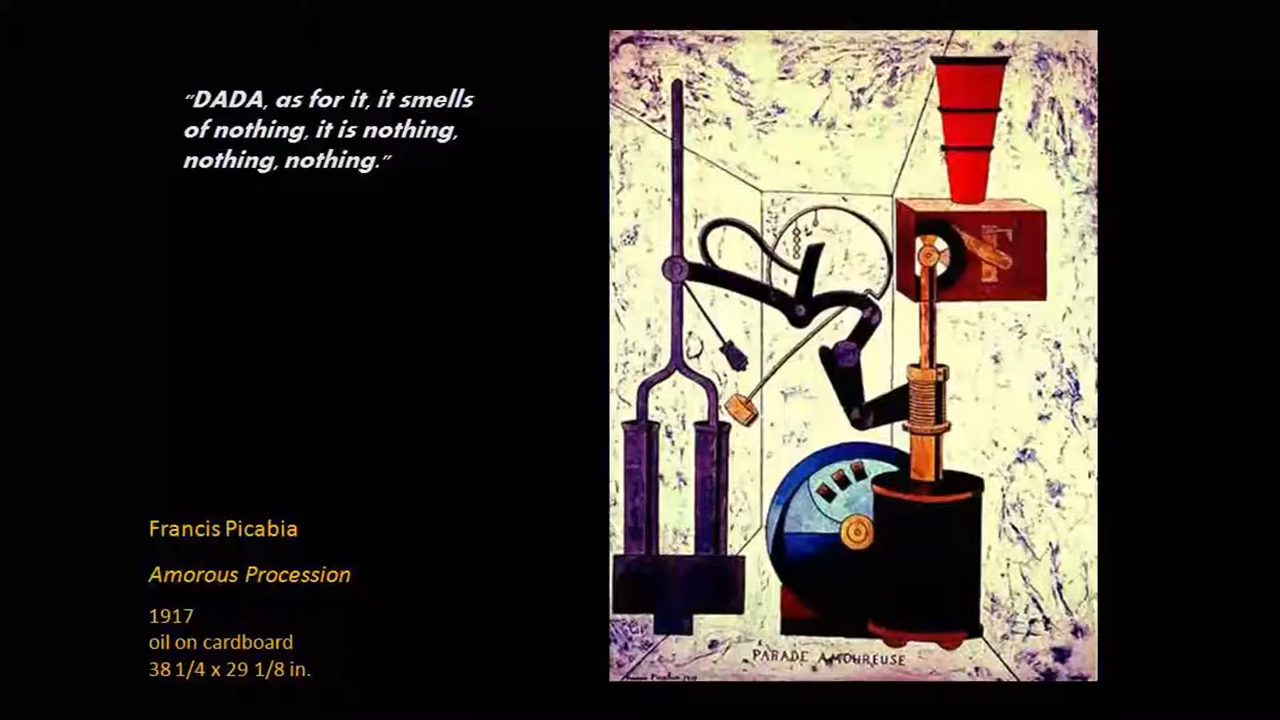 "DADA, as for it, it smells
of nothing, it is nothing,
nothing, nothing."
Francis Picabia
Amorous Procession
1917
oil on cardboard
38 1/4 x 29 1/8 in.
PARADE AMOUREUSE